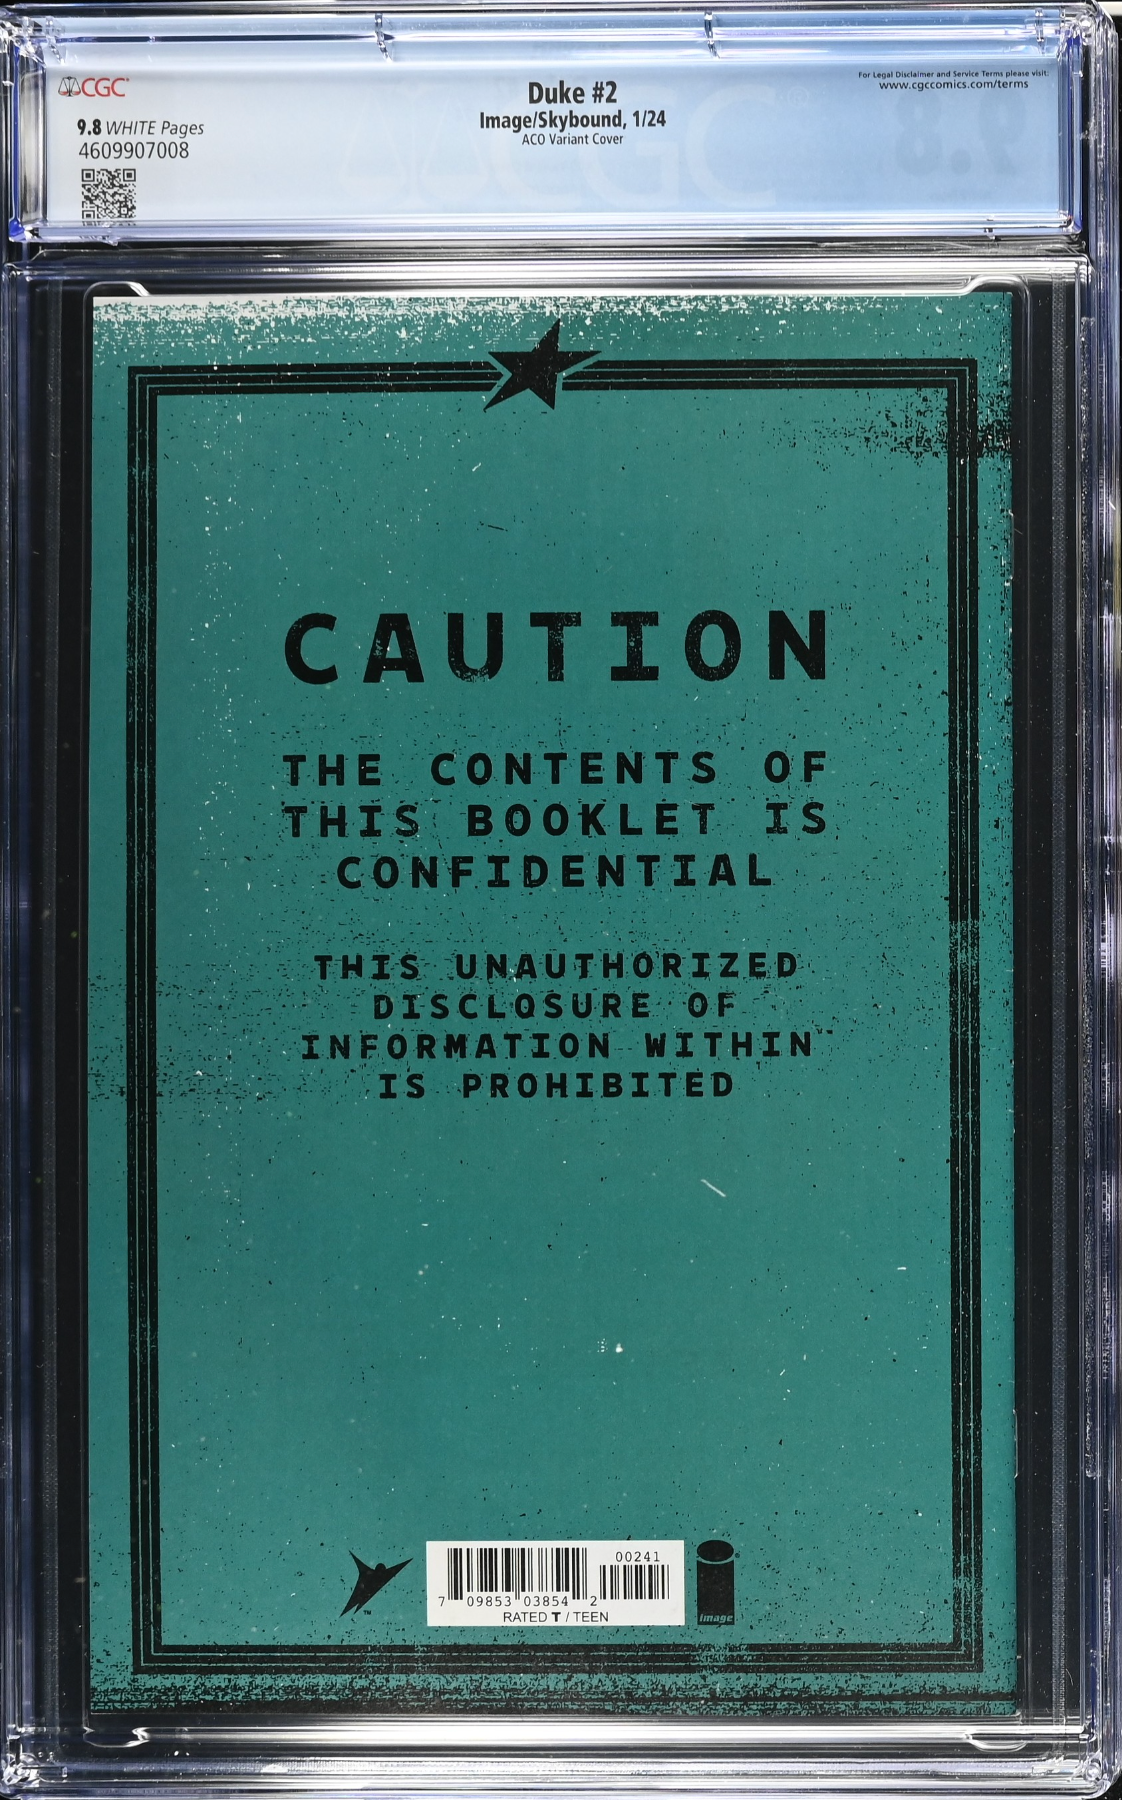 CGC
For Legal Disclaimer and Service Terms please visit:
www.cgccomics.com/terms
Duke #2
Image/Skybound, 1/24
ACO Variant Cover
9.8 WHITE Pages
4609907008
CAUTION
THE CONTENTS OF
THIS BOOKLET IS
CONFIDENTIAL
THIS UNAUTHORIZED
DISCLOSURE OF
INFORMATION WITHIN
IS PROHIBITED
00241
7 09853 03854 2
RATED T / TEEN
TM
image